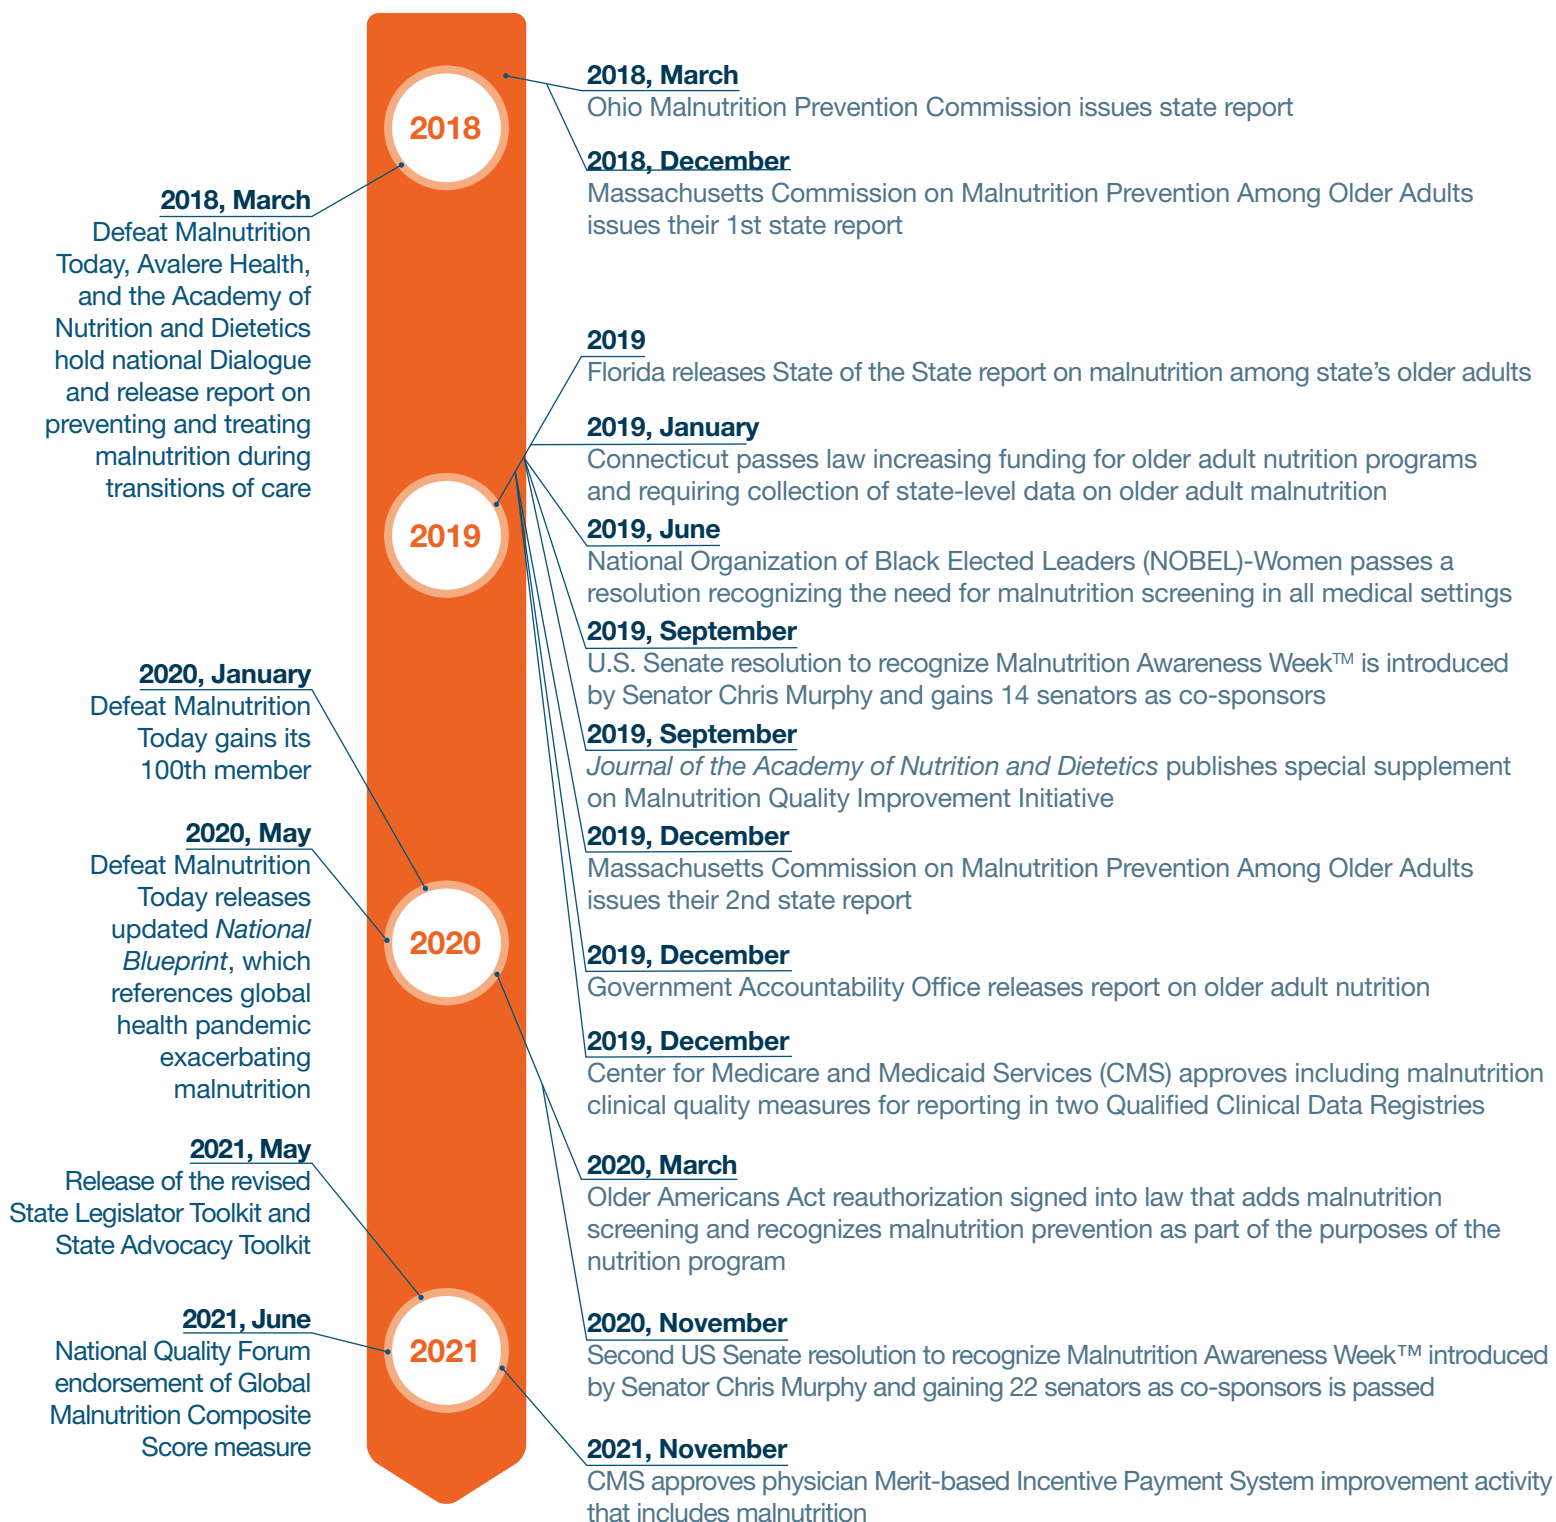 2018
2018, March
Ohio Malnutrition Prevention Commission issues state report
2018, December
Massachusetts Commission on Malnutrition Prevention Among Older Adults
issues their 1st state report
2018, March
Defeat Malnutrition
Today, Avalere Health,
and the Academy of
Nutrition and Dietetics
hold national Dialogue
and release report on
preventing and treating
malnutrition during
transitions of care
2019
2019
Florida releases State of the State report on malnutrition among state’s older adults
2019, January
Connecticut passes law increasing funding for older adult nutrition programs
and requiring collection of state-level data on older adult malnutrition
2019, June
National Organization of Black Elected Leaders (NOBEL)-Women passes a
resolution recognizing the need for malnutrition screening in all medical settings
2019, September
U.S. Senate resolution to recognize Malnutrition Awareness Week™ is introduced
by Senator Chris Murphy and gains 14 senators as co-sponsors
2019, September
Journal of the Academy of Nutrition and Dietetics publishes special supplement
on Malnutrition Quality Improvement Initiative
2019, December
Massachusetts Commission on Malnutrition Prevention Among Older Adults
issues their 2nd state report
2019, December
Government Accountability Office releases report on older adult nutrition
2019, December
Center for Medicare and Medicaid Services (CMS) approves including malnutrition
clinical quality measures for reporting in two Qualified Clinical Data Registries
2020, January
Defeat Malnutrition
Today gains its
100th member
2020, May
Defeat Malnutrition
Today releases
updated National
Blueprint, which
references global
health pandemic
exacerbating
malnutrition
2020
2020, March
Older Americans Act reauthorization signed into law that adds malnutrition
screening and recognizes malnutrition prevention as part of the purposes of the
nutrition program
2020, November
Second US Senate resolution to recognize Malnutrition Awareness Week™ introduced
by Senator Chris Murphy and gaining 22 senators as co-sponsors is passed
2021, May
Release of the revised
State Legislator Toolkit and
State Advocacy Toolkit
2021, June
National Quality Forum
endorsement of Global
Malnutrition Composite
Score measure
2021
2021, November
CMS approves physician Merit-based Incentive Payment System improvement activity
that includes malnutrition